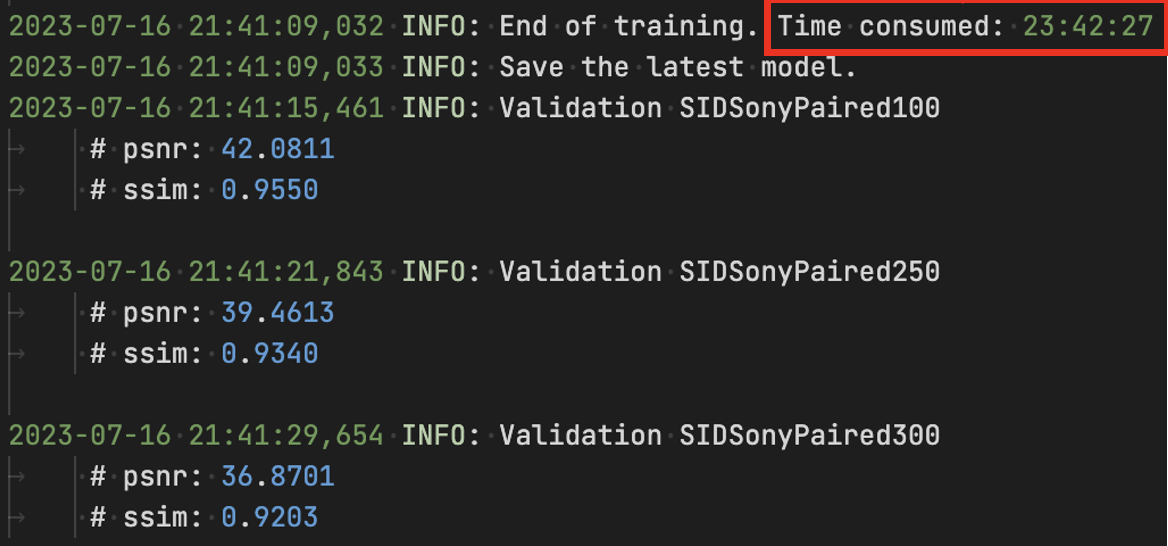 2023-07-16 21:41:09,032 INFO: End of training. Time consumed: 23:42:27
2023-07-16 21:41:09,033 INFO: Save the latest model.
2023-07-16 21:41:15,461 INFO: Validation SIDSonyPaired100
# psnr: 42.0811
# ssim: 0.9550
2023-07-16 21:41:21,843 INFO: Validation SIDSonyPaired250
# psnr: 39.4613
# ssim: 0.9340
2023-07-16 21:41:29,654 INFO: Validation SIDSonyPaired300
# psnr: 36.8701
# ssim: 0.9203